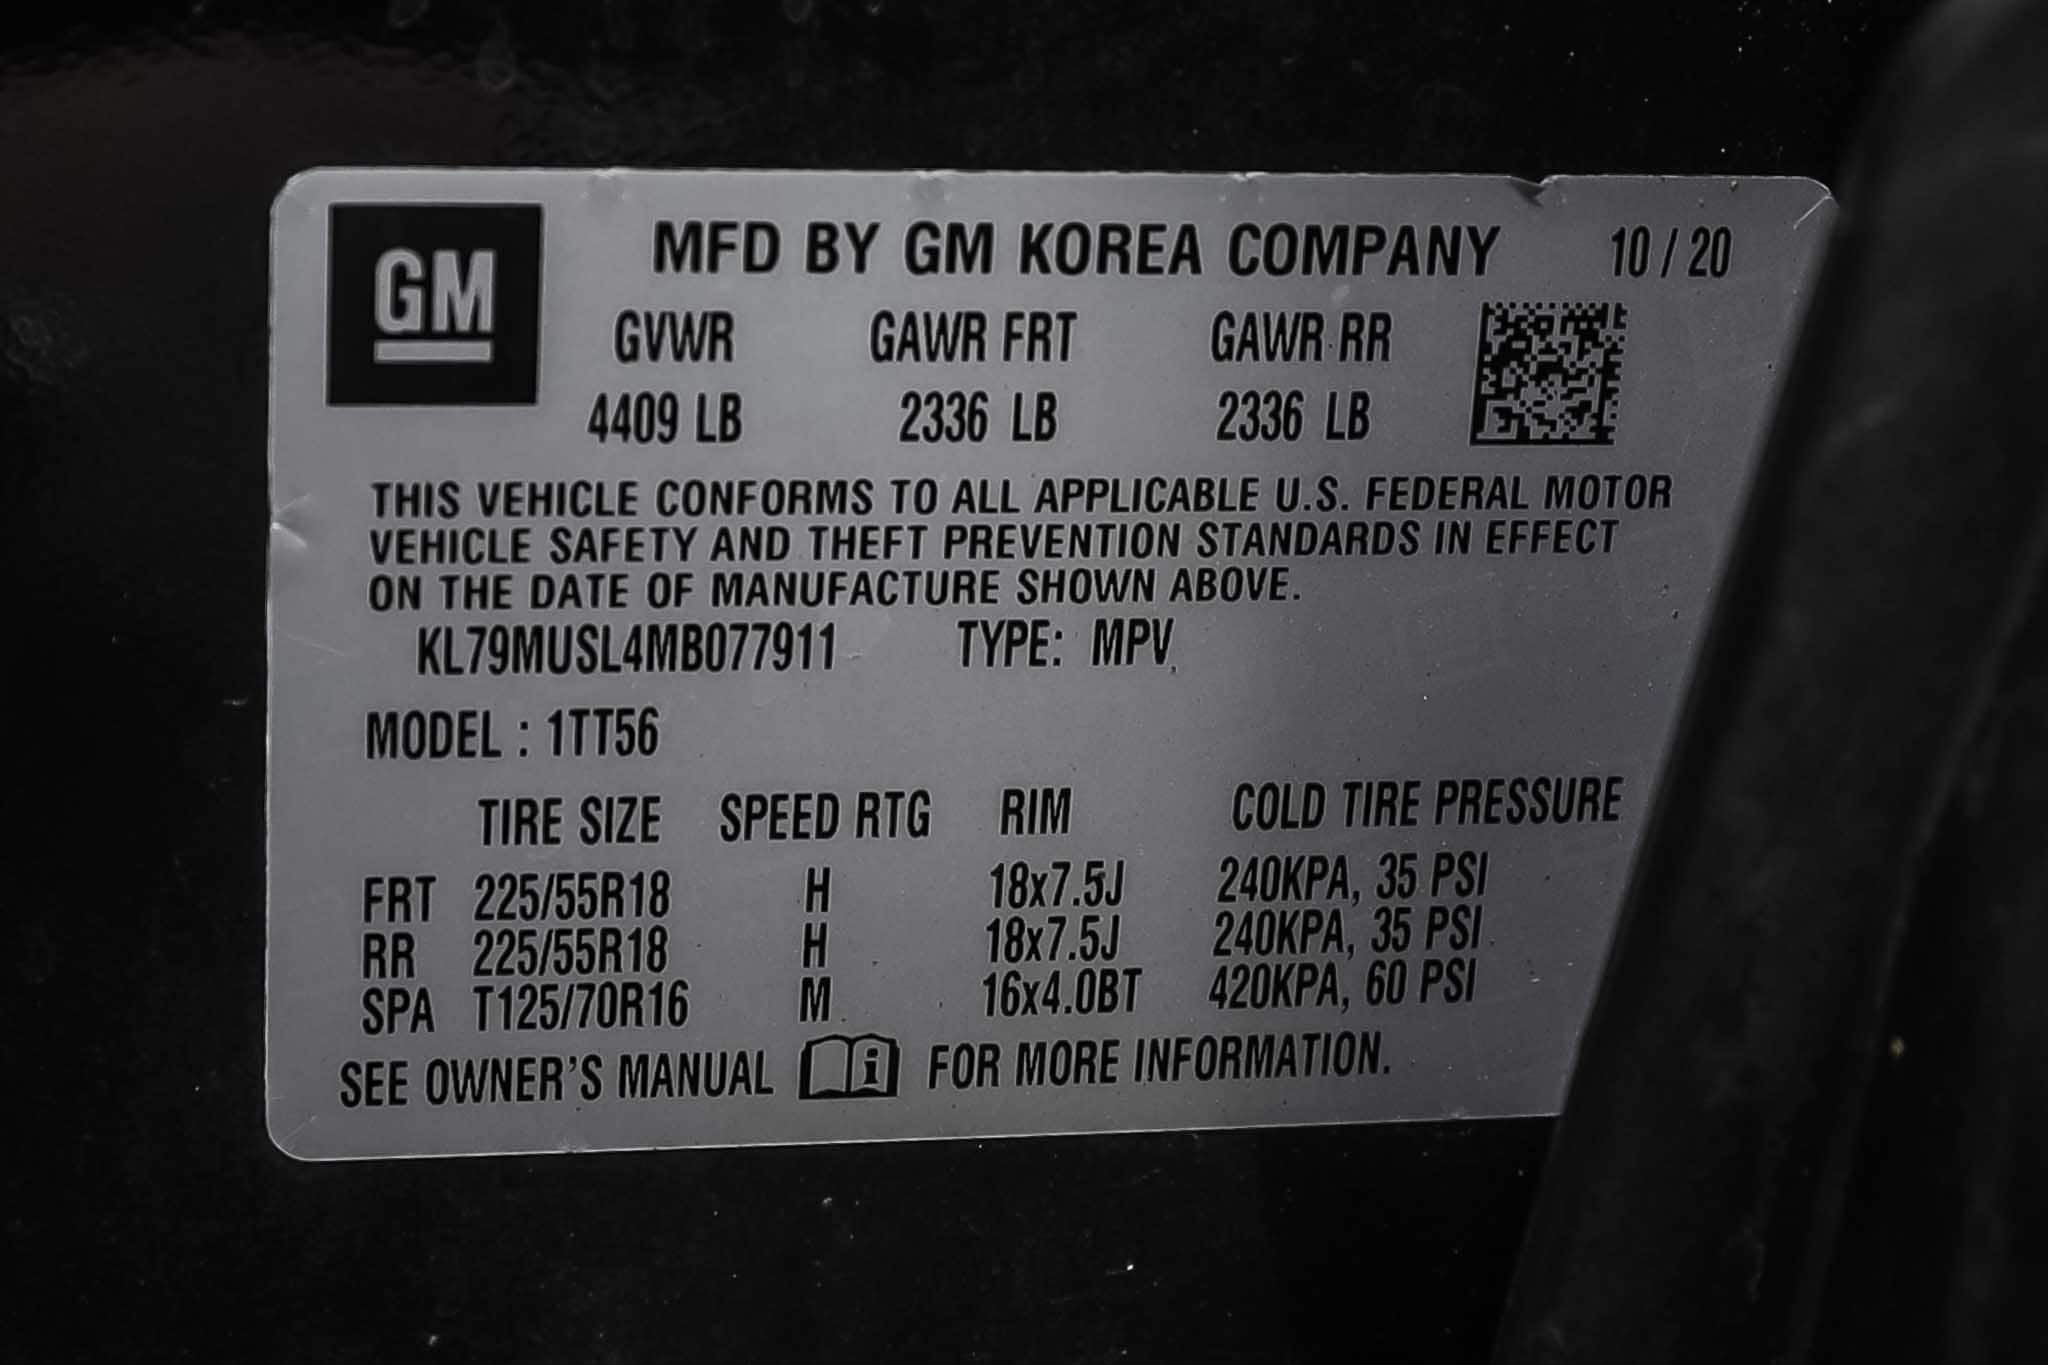 GM
MFD BY GM KOREA COMPANY 10 / 20
GVWR GAWR FRT GAWR RR
4409 LB 2336 LB 2336 LB
THIS VEHICLE CONFORMS TO ALL APPLICABLE U.S. FEDERAL MOTOR
VEHICLE SAFETY AND THEFT PREVENTION STANDARDS IN EFFECT
ON THE DATE OF MANUFACTURE SHOWN ABOVE.
KL79MUSL4MB077911 TYPE: MPV
MODEL : 1TT56
TIRE SIZE SPEED RTG RIM COLD TIRE PRESSURE
FRT 225/55R18 H 18x7.5J 240KPA, 35 PSI
RR 225/55R18 H 18x7.5J 240KPA, 35 PSI
SPA T125/70R16 M 16x4.0BT 420KPA, 60 PSI
SEE OWNER'S MANUAL i FOR MORE INFORMATION.